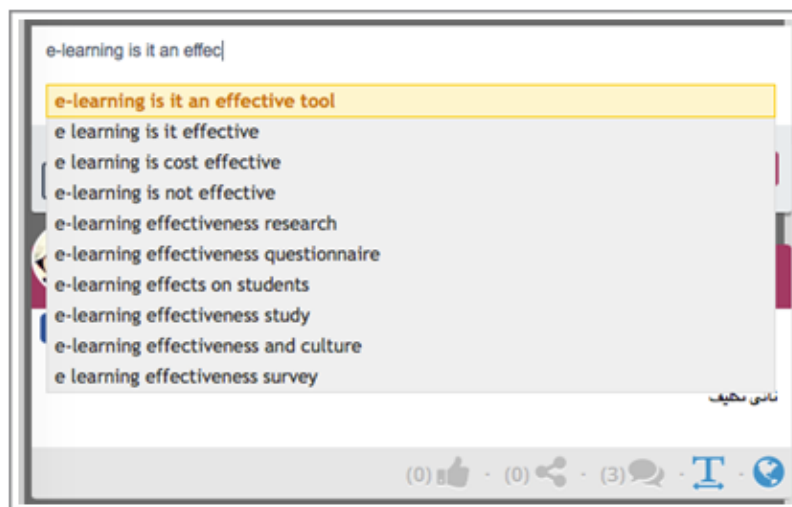 e-learning is it an effec
e-learning is it an effective tool
e learning is it effective
e learning is cost effective
e-learning is not effective
e-learning effectiveness research
e-learning effectiveness questionnaire
e-learning effects on students
e-learning effectiveness study
e-learning effectiveness and culture
e learning effectiveness survey
ثانی تكليف
(0) · (0) · (3) · T ·